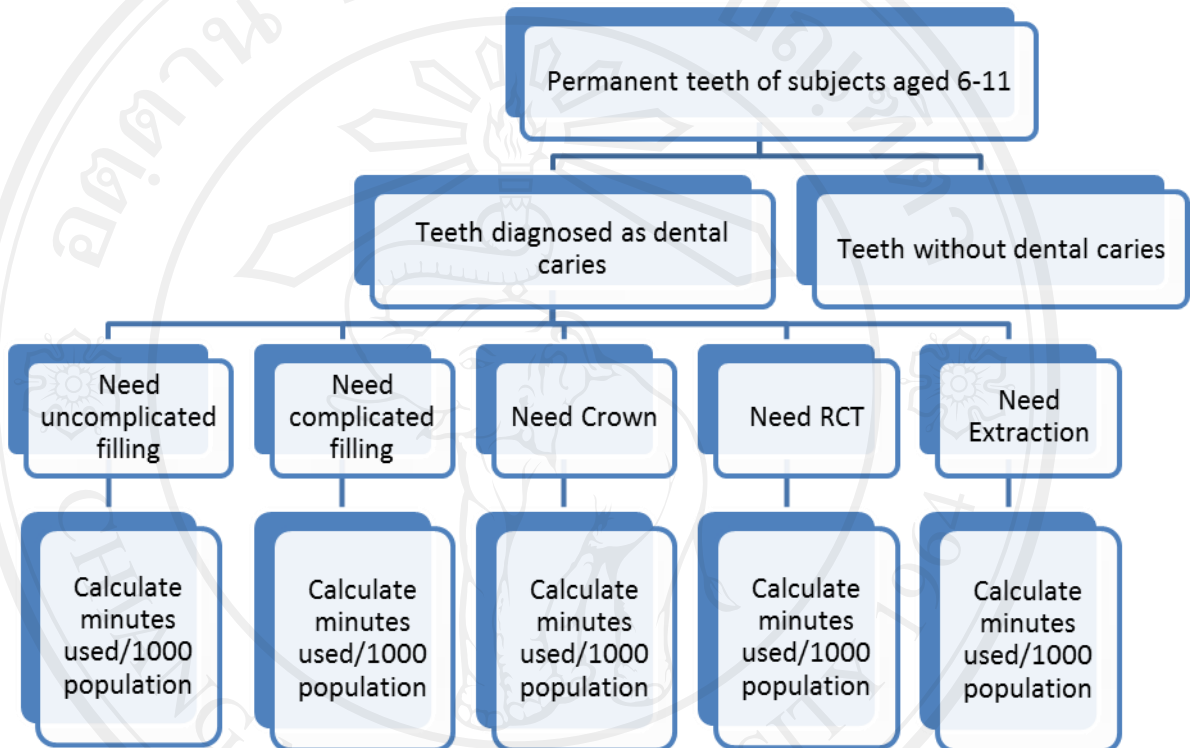 Permanent teeth of subjects aged 6-11
Teeth diagnosed as dental
caries
Teeth without dental caries
Need
uncomplicated
filling
Need
complicated
filling
Need Crown
Need RCT
Need
Extraction
Calculate
minutes
used/1000
population
Calculate
minutes
used/1000
population
Calculate
minutes
used/1000
population
Calculate
minutes
used/1000
population
Calculate
minutes
used/1000
population
1964